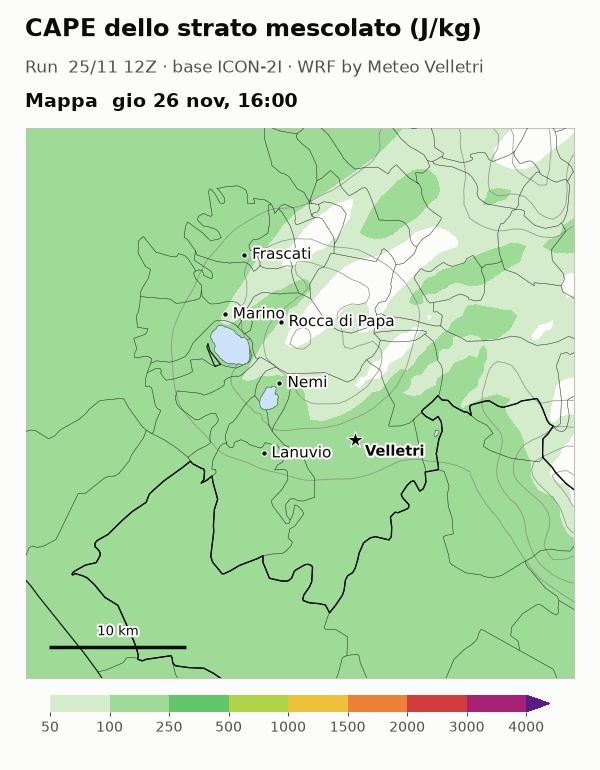 CAPE dello strato mescolato (J/kg)
Run  25/11 12Z · base ICON-2I · WRF by Meteo Velletri
Mappa  gio 26 nov, 16:00
Frascati
Marino
Rocca di Papa
Nemi
Velletri
Lanuvio
10 km
50 100 250 500 1000 1500 2000 3000 4000